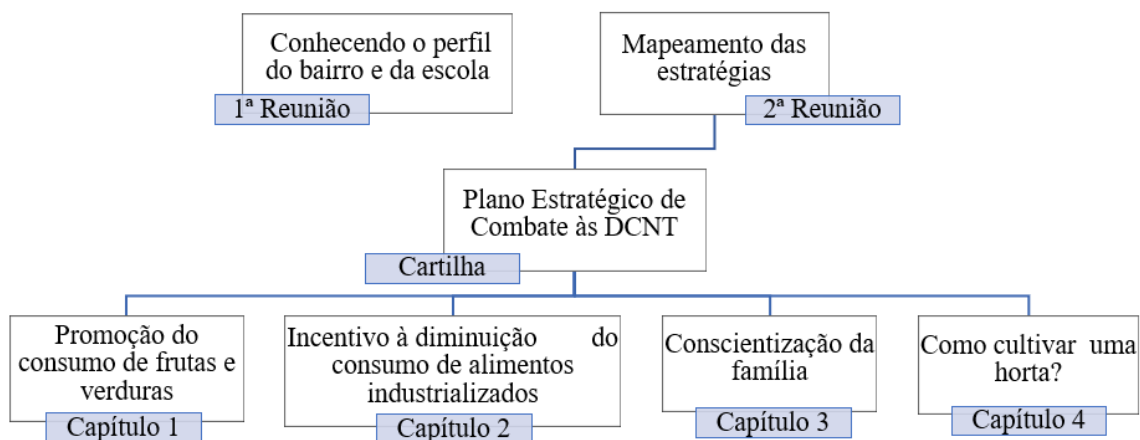 Conhecendo o perfil
do bairro e da escola
1ª Reunião
Mapeamento das
estratégias
2ª Reunião
Plano Estratégico de
Combate às DCNT
Cartilha
Promoção do
consumo de frutas e
verduras
Capítulo 1
Incentivo à diminuição do
consumo de alimentos
industrializados
Capítulo 2
Conscientização da
família
Capítulo 3
Como cultivar uma
horta?
Capítulo 4